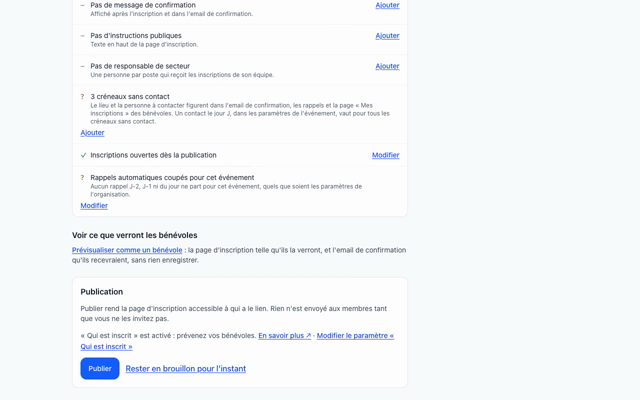 – Pas de message de confirmation Ajouter
Affiché après l'inscription et dans l'email de confirmation.
– Pas d'instructions publiques Ajouter
Texte en haut de la page d'inscription.
– Pas de responsable de secteur Ajouter
Une personne par poste qui reçoit les inscriptions de son équipe.
? 3 créneaux sans contact
Le lieu et la personne à contacter figurent dans l'email de confirmation, les rappels et la page « Mes
inscriptions » des bénévoles. Un contact le jour J, dans les paramètres de l'événement, vaut pour tous les
créneaux sans contact.
Ajouter
✓ Inscriptions ouvertes dès la publication Modifier
? Rappels automatiques coupés pour cet événement
Aucun rappel J-2, J-1 ni du jour ne part pour cet événement, quels que soient les paramètres de
l'organisation.
Modifier
Voir ce que verront les bénévoles
Prévisualiser comme un bénévole : la page d'inscription telle qu'ils la verront, et l'email de confirmation
qu'ils recevraient, sans rien enregistrer.
Publication
Publier rend la page d'inscription accessible à qui a le lien. Rien n'est envoyé aux membres tant
que vous ne les invitez pas.
« Qui est inscrit » est activé : prévenez vos bénévoles. En savoir plus ↗ · Modifier le paramètre «
Qui est inscrit »
Publier Rester en brouillon pour l'instant